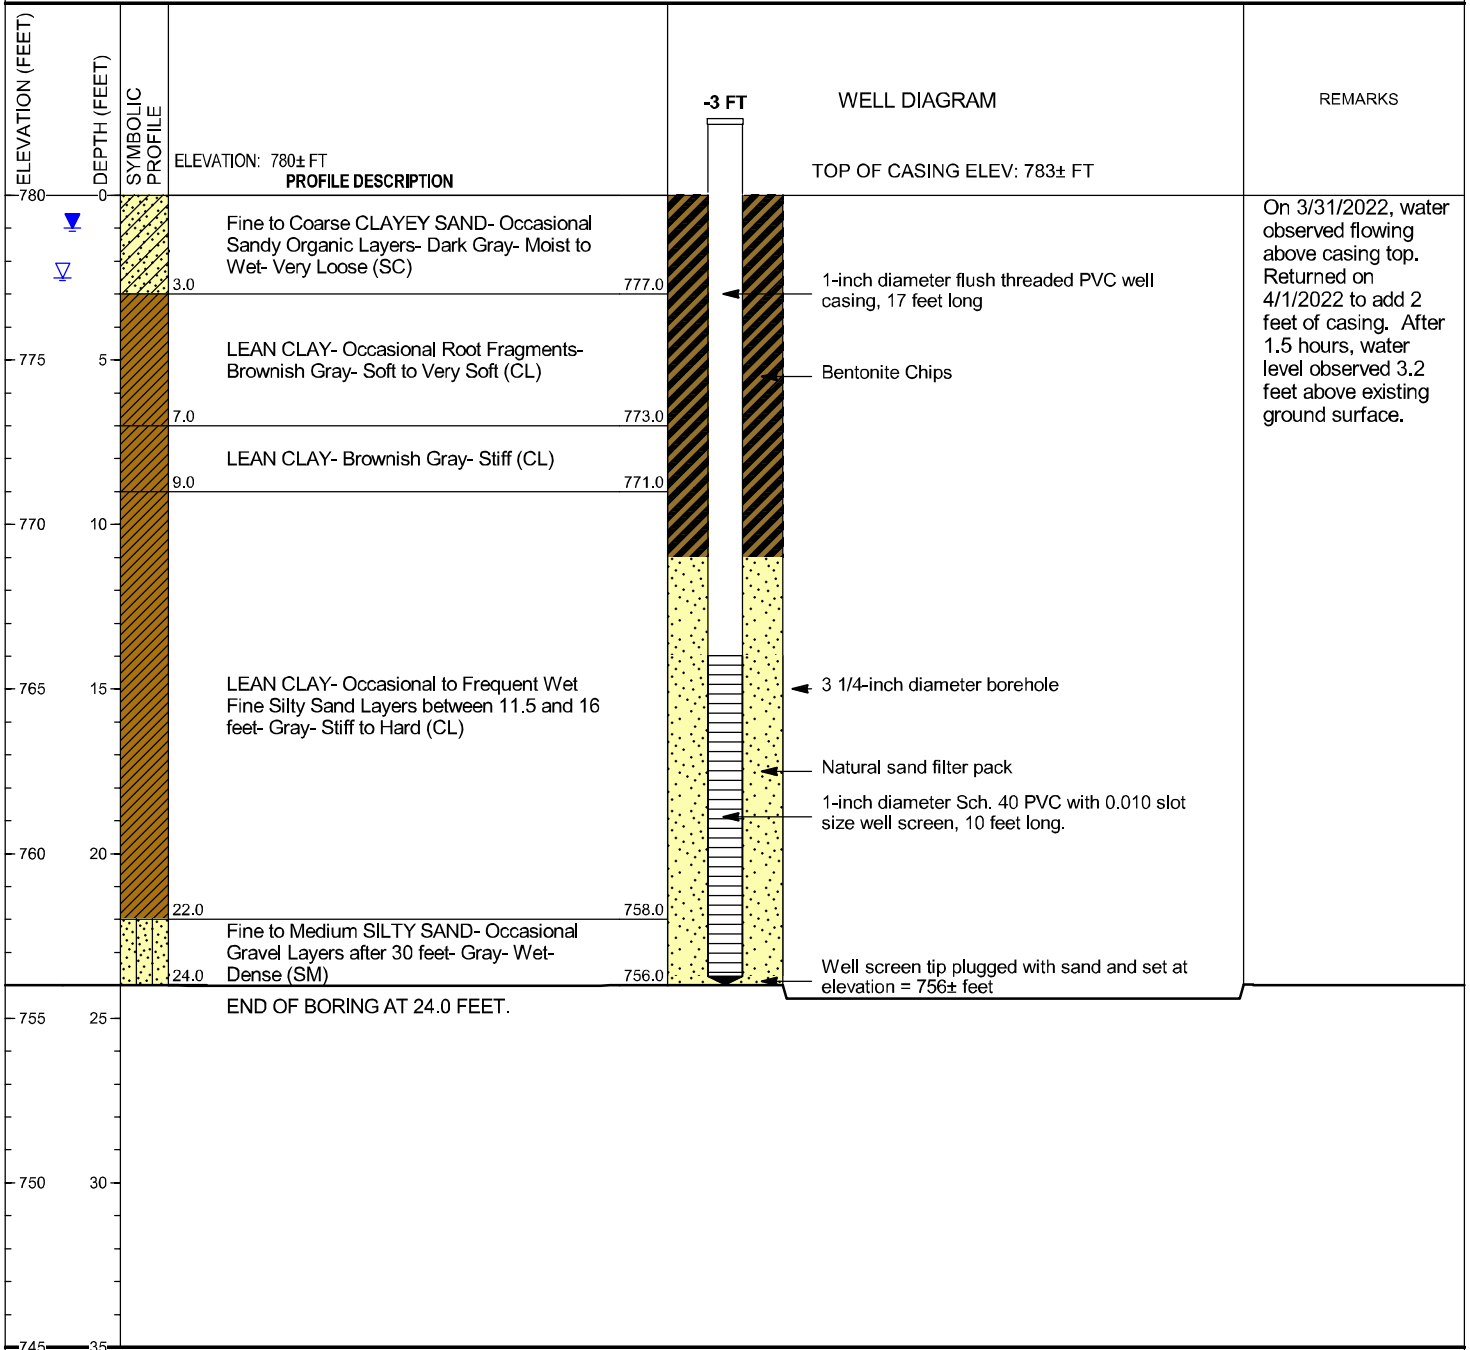 ELEVATION (FEET)
DEPTH (FEET)
SYMBOLIC
PROFILE
ELEVATION: 780± FT
PROFILE DESCRIPTION
-3 FT
WELL DIAGRAM
TOP OF CASING ELEV: 783± FT
REMARKS
780 0
Fine to Coarse CLAYEY SAND- Occasional
Sandy Organic Layers- Dark Gray- Moist to
Wet- Very Loose (SC)
3.0 777.0
1-inch diameter flush threaded PVC well
casing, 17 feet long
On 3/31/2022, water
observed flowing
above casing top.
Returned on
4/1/2022 to add 2
feet of casing. After
1.5 hours, water
level observed 3.2
feet above existing
ground surface.
775 5
LEAN CLAY- Occasional Root Fragments-
Brownish Gray- Soft to Very Soft (CL)
Bentonite Chips
7.0 773.0
LEAN CLAY- Brownish Gray- Stiff (CL)
9.0 771.0
770 10
765 15
LEAN CLAY- Occasional to Frequent Wet
Fine Silty Sand Layers between 11.5 and 16
feet- Gray- Stiff to Hard (CL)
3 1/4-inch diameter borehole
Natural sand filter pack
1-inch diameter Sch. 40 PVC with 0.010 slot
size well screen, 10 feet long.
760 20
22.0 758.0
Fine to Medium SILTY SAND- Occasional
Gravel Layers after 30 feet- Gray- Wet-
Dense (SM)
24.0 756.0
Well screen tip plugged with sand and set at
elevation = 756± feet
END OF BORING AT 24.0 FEET.
755 25
750 30
745 35